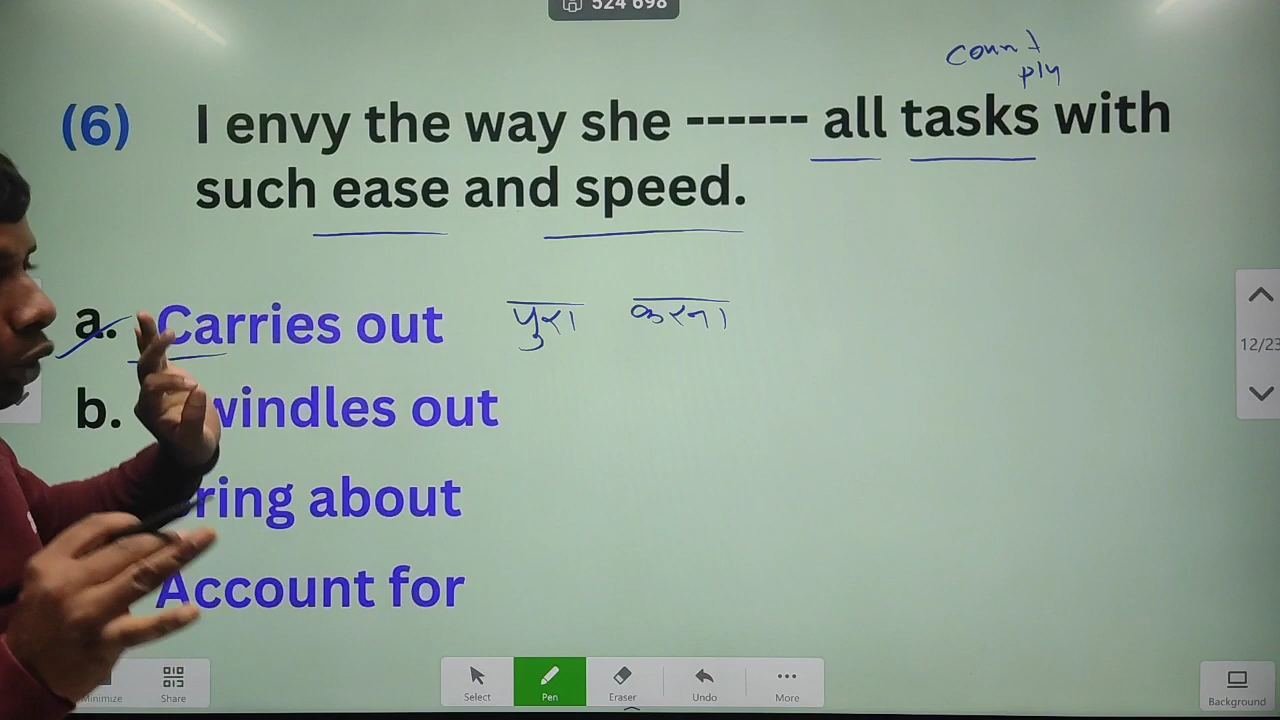 524 698
count
ply
(6) I envy the way she ------ all tasks with
such ease and speed.
a. Carries out पुरा करना
b. windles out
ring about
Account for
12/23
Minimize Share Select Pen Eraser Undo More Background